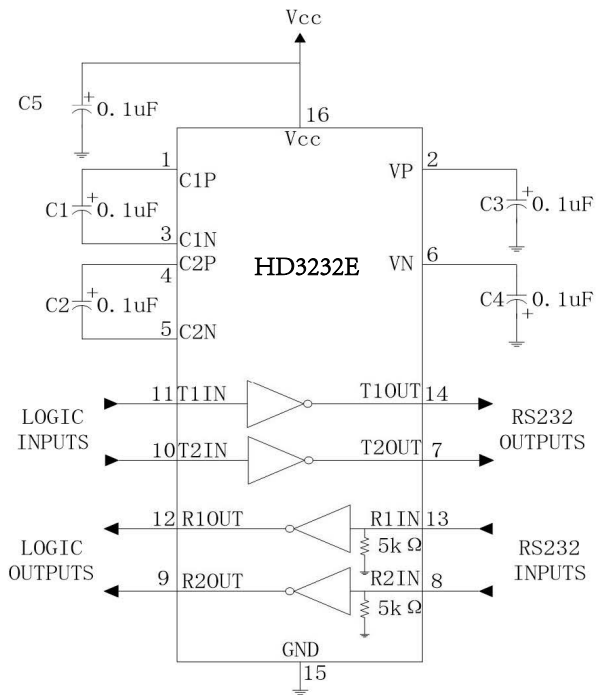 Vcc
C5
+
0.1uF
16
Vcc
1
C1P
VP
2
C1
+
0.1uF
C3
+
0.1uF
3
C1N
C2P
4
HD3232E
VN
6
C2
+
0.1uF
C4
0.1uF
+
5
C2N
11 T1IN
T1OUT 14
LOGIC
INPUTS
RS232
OUTPUTS
10 T2IN
T2OUT 7
12 R1OUT
R1IN 13
5kΩ
LOGIC
OUTPUTS
RS232
INPUTS
9 R2OUT
R2IN 8
5kΩ
GND
15